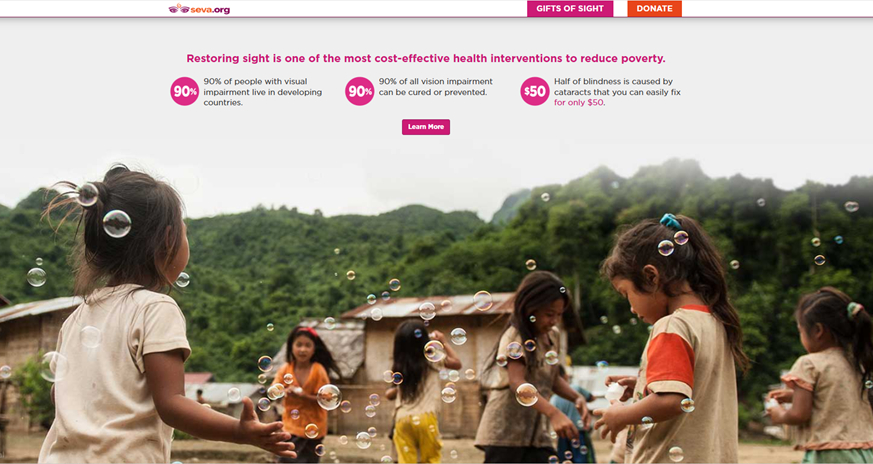 seva.org
GIFTS OF SIGHT
DONATE
Restoring sight is one of the most cost-effective health interventions to reduce poverty.
90%
90% of people with visual
impairment live in developing
countries.
90%
90% of all vision impairment
can be cured or prevented.
$50
Half of blindness is caused by
cataracts that you can easily fix
for only $50.
Learn More